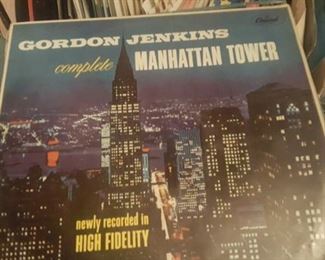 Capitol
GORDON JENKINS
complete MANHATTAN TOWER
newly recorded in
HIGH FIDELITY